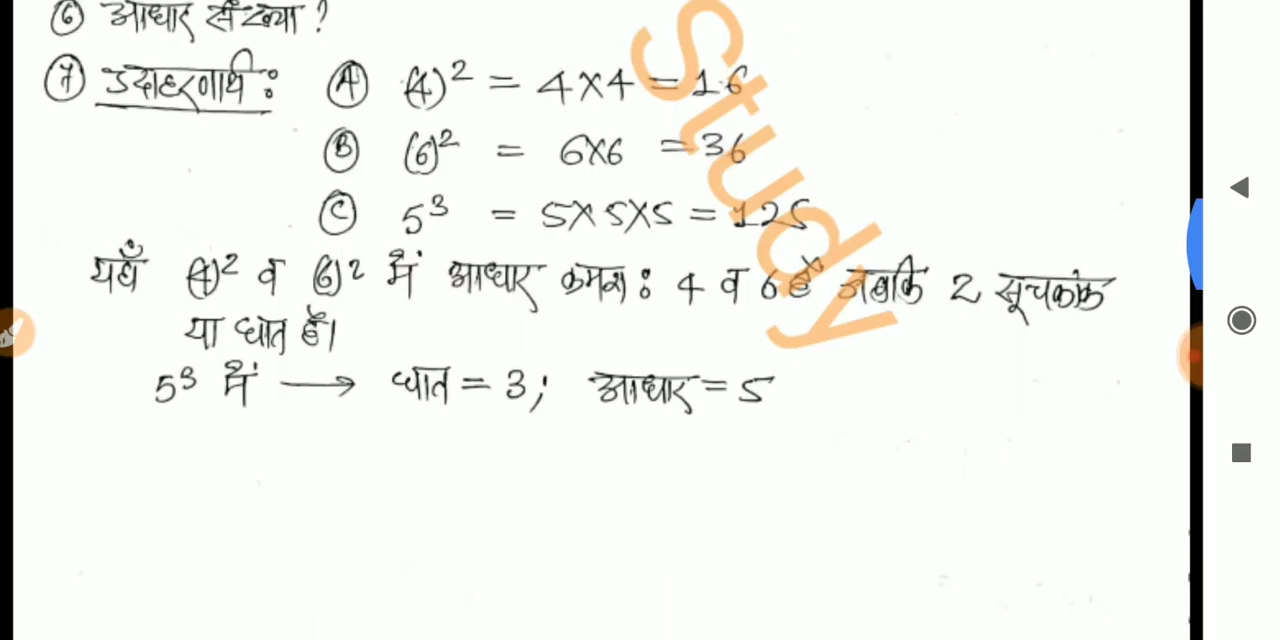 ⑥ आधार संख्या?
⑦ उदाहरणार्थ: Ⓐ (4)² = 4×4 = 16
Ⓑ (6)² = 6×6 = 36
Ⓒ 5³ = 5×5×5 = 125
यहाँ (4)² व (6)² में आधार क्रमश: 4 व 6 हैं जबकि 2 सूचकांक
या घात हैं।
5³ में → घात = 3; आधार = 5
Study